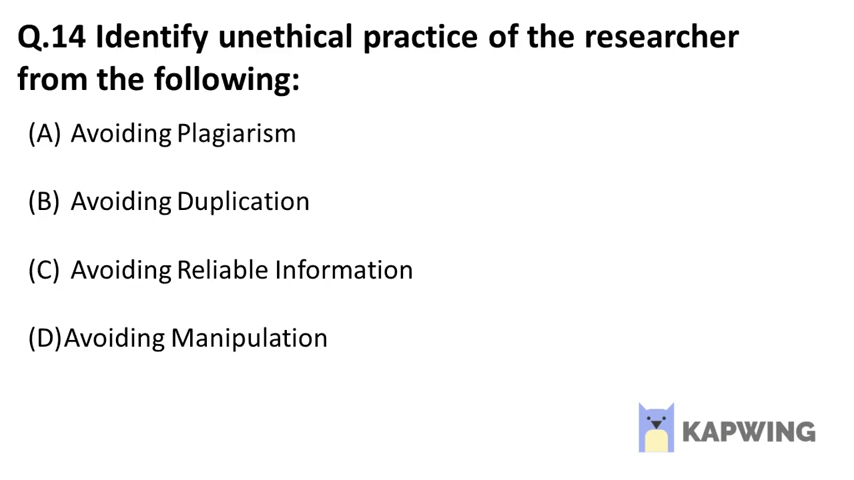 Q.14 Identify unethical practice of the researcher
from the following:
(A) Avoiding Plagiarism
(B) Avoiding Duplication
(C) Avoiding Reliable Information
(D)Avoiding Manipulation
KAPWING